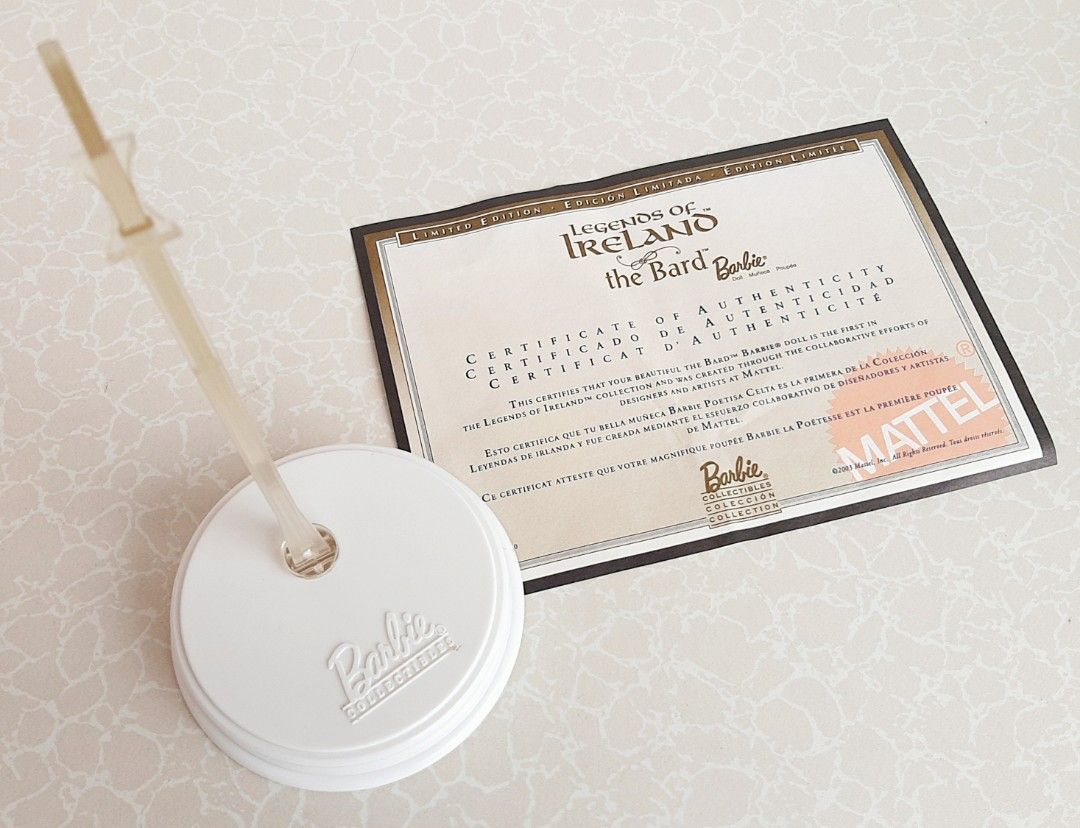 Limited Edition · Edición Limitada · Édition Limitée
Legends of™
Ireland
the Bard™ Barbie®
Doll · Muñeca · Poupée
Certificate of Authenticity
Certificado de Autenticidad
Certificat d'Authenticité
This certifies that your beautiful the Bard™ Barbie® doll is the first in
the Legends of Ireland™ collection and was created through the collaborative efforts of
designers and artists at Mattel.
Esto certifica que tu bella muñeca Barbie Poetisa Celta es la primera de la Colección
Leyendas de Irlanda y fue creada mediante el esfuerzo colaborativo de diseñadores y artistas
de Mattel.
Ce certificat atteste que votre magnifique poupée Barbie la Poetesse est la première poupée
MATTEL®
©2003 Mattel, Inc. All Rights Reserved. Tous droits réservés.
Barbie®
Collectibles
Colección
Collection
Barbie®
Collectibles™